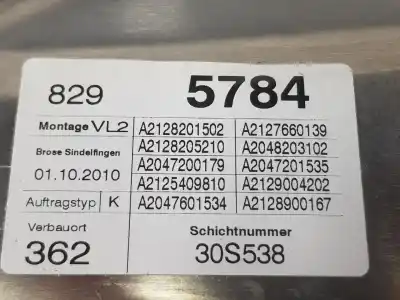 829 5784
Montage VL2 A2128201502 A2127660139
Brose Sindelfingen A2128205210 A2048203102
01.10.2010 A2047200179 A2047201535
A2125409810 A2129004202
Auftragstyp K A2047601534 A2128900167
Verbauort Schichtnummer
362 30S538